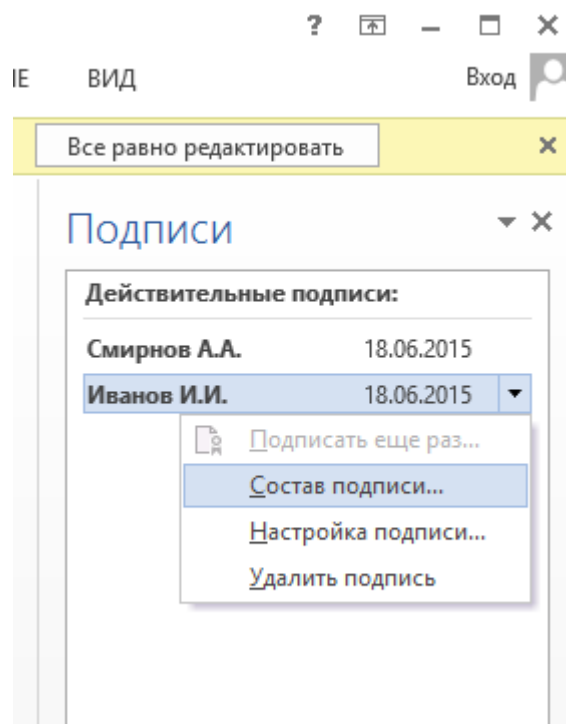 ?
ІЕ ВИД Вход
Все равно редактировать
Подписи
Действительные подписи:
Смирнов А.А. 18.06.2015
Иванов И.И. 18.06.2015
Подписать еще раз...
Состав подписи...
Настройка подписи...
Удалить подпись